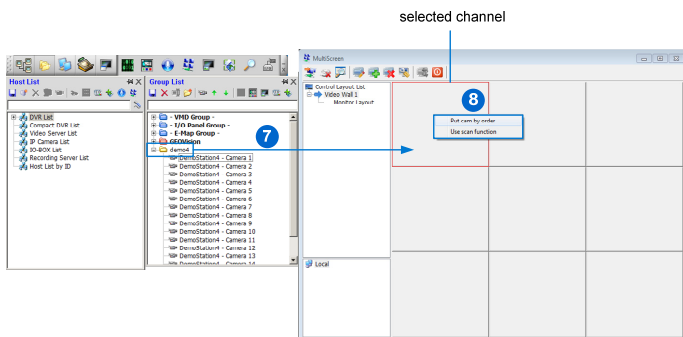 selected channel
MultiScreen
Host List
Group List
DVR List
Compact DVR List
Video Server List
IP Camera List
IO-BOX List
Recording Server List
Host List by ID
- VMD Group -
- I/O Panel Group -
- E-Map Group -
GEOVision
demo4
DemoStation4 - Camera 1
DemoStation4 - Camera 2
DemoStation4 - Camera 3
DemoStation4 - Camera 4
DemoStation4 - Camera 5
DemoStation4 - Camera 6
DemoStation4 - Camera 7
DemoStation4 - Camera 8
DemoStation4 - Camera 9
DemoStation4 - Camera 10
DemoStation4 - Camera 11
DemoStation4 - Camera 12
DemoStation4 - Camera 13
DemoStation4 - Camera 14
7
Control Layout List
Video Wall 1
Monitor Layout
8
Put cam by order
Use scan function
Local